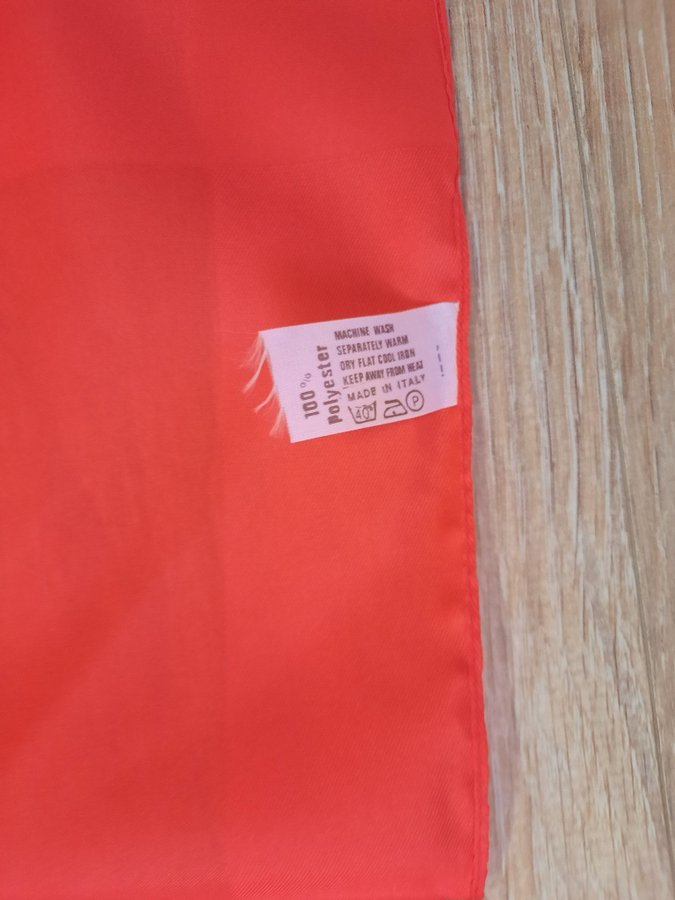 100%
polyester
MACHINE WASH
SEPARATELY WARM
DRY FLAT COOL IRON
KEEP AWAY FROM HEAT
MADE IN ITALY
40°
P